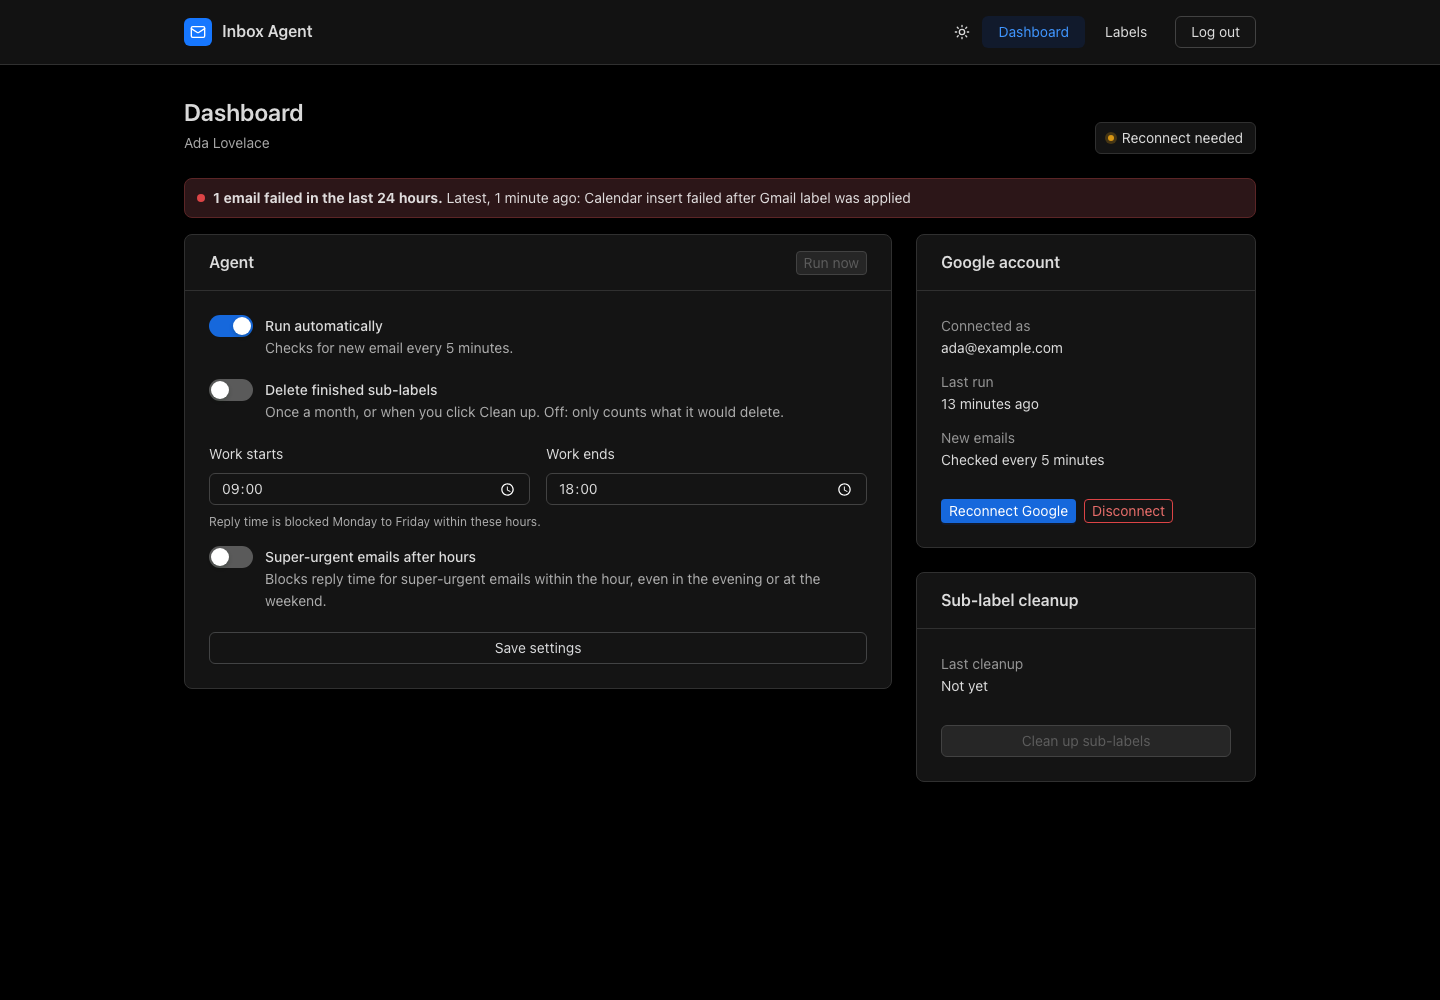 Inbox Agent
Dashboard
Labels
Log out
Dashboard
Ada Lovelace
Reconnect needed
1 email failed in the last 24 hours. Latest, 1 minute ago: Calendar insert failed after Gmail label was applied
Agent
Run now
Run automatically
Checks for new email every 5 minutes.
Delete finished sub-labels
Once a month, or when you click Clean up. Off: only counts what it would delete.
Work starts
Work ends
09:00
18:00
Reply time is blocked Monday to Friday within these hours.
Super-urgent emails after hours
Blocks reply time for super-urgent emails within the hour, even in the evening or at the
weekend.
Save settings
Google account
Connected as
ada@example.com
Last run
13 minutes ago
New emails
Checked every 5 minutes
Reconnect Google
Disconnect
Sub-label cleanup
Last cleanup
Not yet
Clean up sub-labels